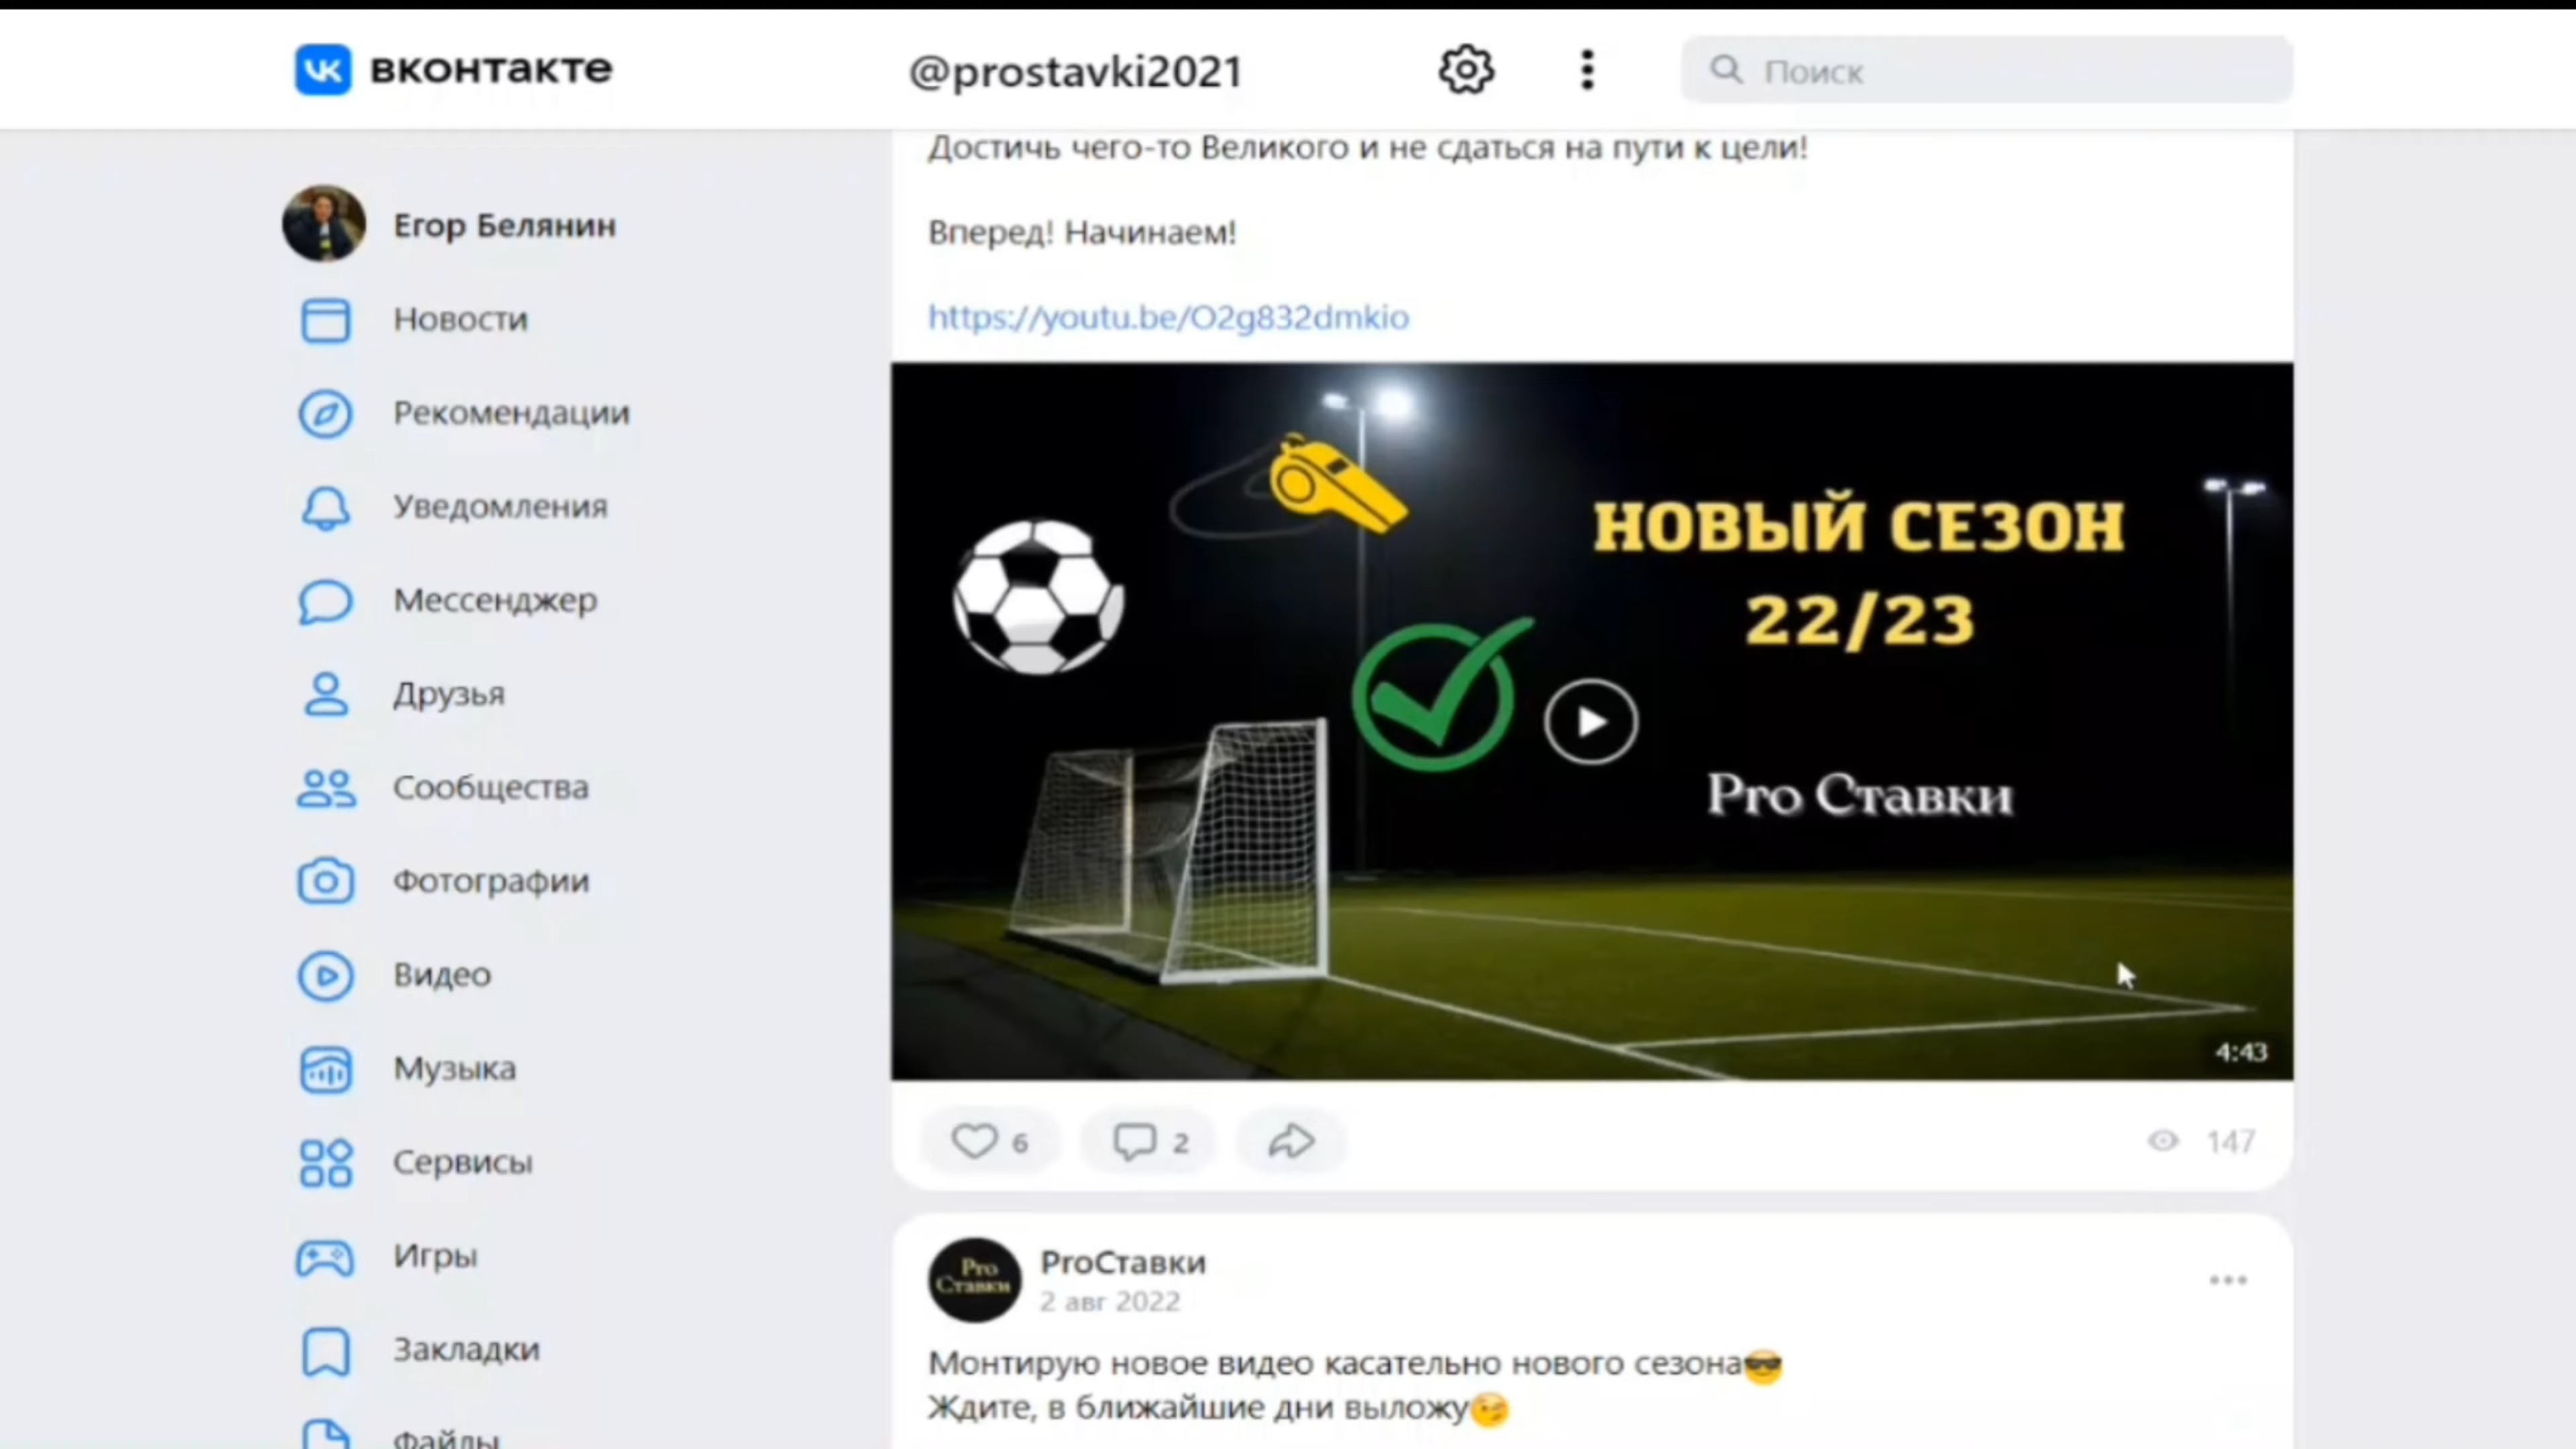 вконтакте
@prostavki2021
Поиск
Егор Белянин
Новости
Рекомендации
Уведомления
Мессенджер
Друзья
Сообщества
Фотографии
Видео
Музыка
Сервисы
Игры
Закладки
Файлы
Достичь чего-то Великого и не сдаться на пути к цели!
Вперед! Начинаем!
https://youtu.be/O2g832dmkio
НОВЫЙ СЕЗОН
22/23
Pro Ставки
4:43
6
2
147
Pro
Ставки
ProСтавки
2 авг 2022
Монтирую новое видео касательно нового сезона😎
Ждите, в ближайшие дни выложу😉